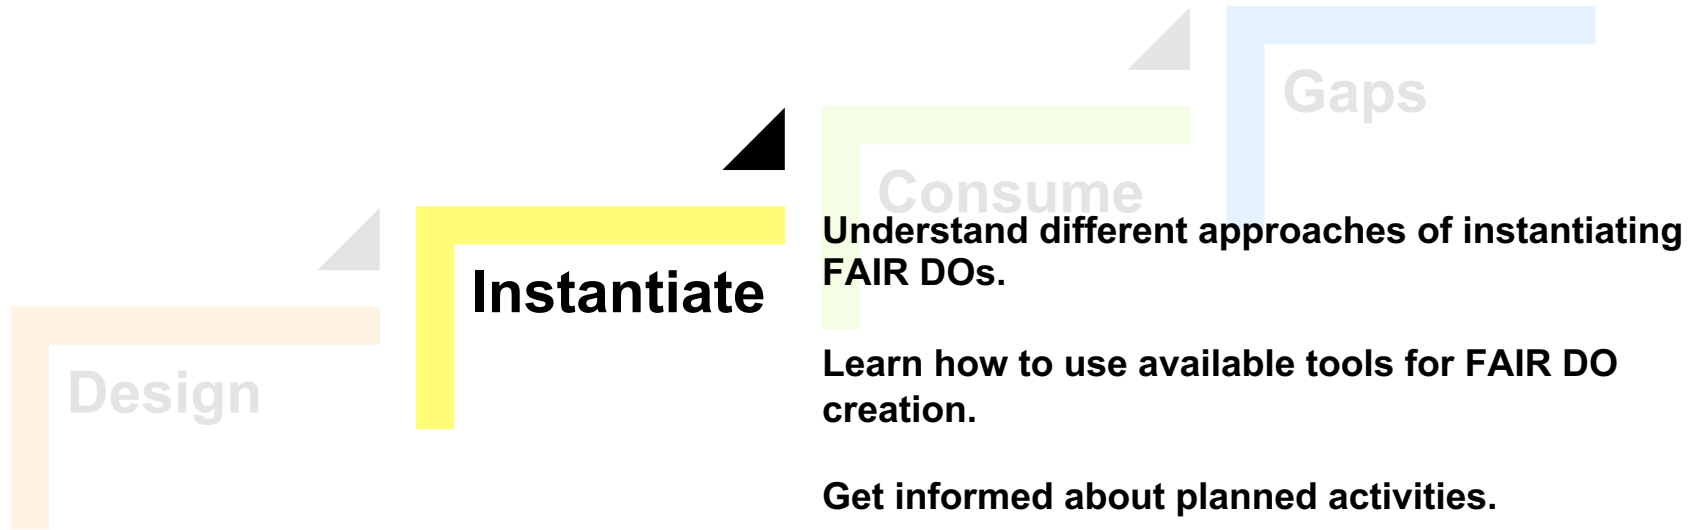 Gaps
Consume
Understand different approaches of instantiating
FAIR DOs.
Instantiate
Learn how to use available tools for FAIR DO
creation.
Design
Get informed about planned activities.